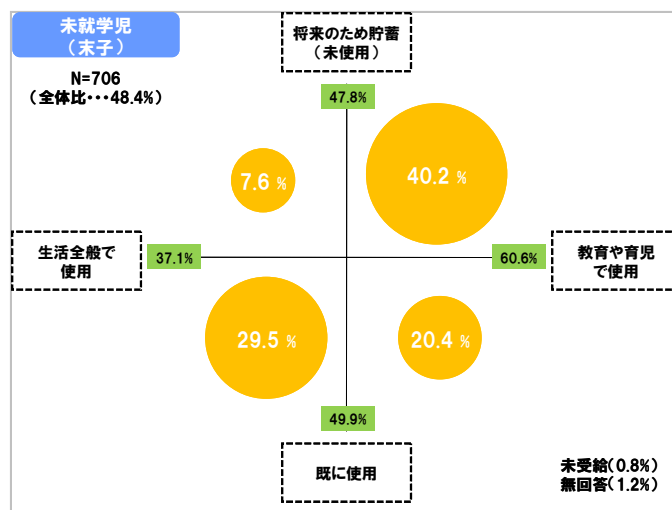 未就学児
（末子）
N=706
（全体比・・・48.4%）
将来のため貯蓄
（未使用）
47.8%
7.6 %
40.2 %
生活全般で
使用
37.1%
60.6%
教育や育児
で使用
29.5 %
20.4 %
49.9%
既に使用
未受給（0.8%）
無回答（1.2%）